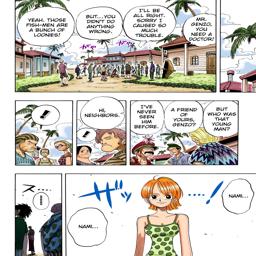 MR.
GENZO,
YOU NEED A
DOCTOR!
I'LL BE
ALL RIGHT.
SORRY I
CAUSED SO
MUCH
TROUBLE.
BUT...YOU
DIDN'T DO
ANYTHING
WRONG.
YEAH. THOSE
FISH-MEN ARE
A BUNCH OF
LOONIES!
BUT
WHO WAS
THAT
YOUNG
MAN?
A FRIEND
OF
YOURS,
GENZO?
I'VE
NEVER
SEEN
HIM
BEFORE.
HI,
NEIGHBORS.
!
ザッ
......!
NAMI...
NAMI...